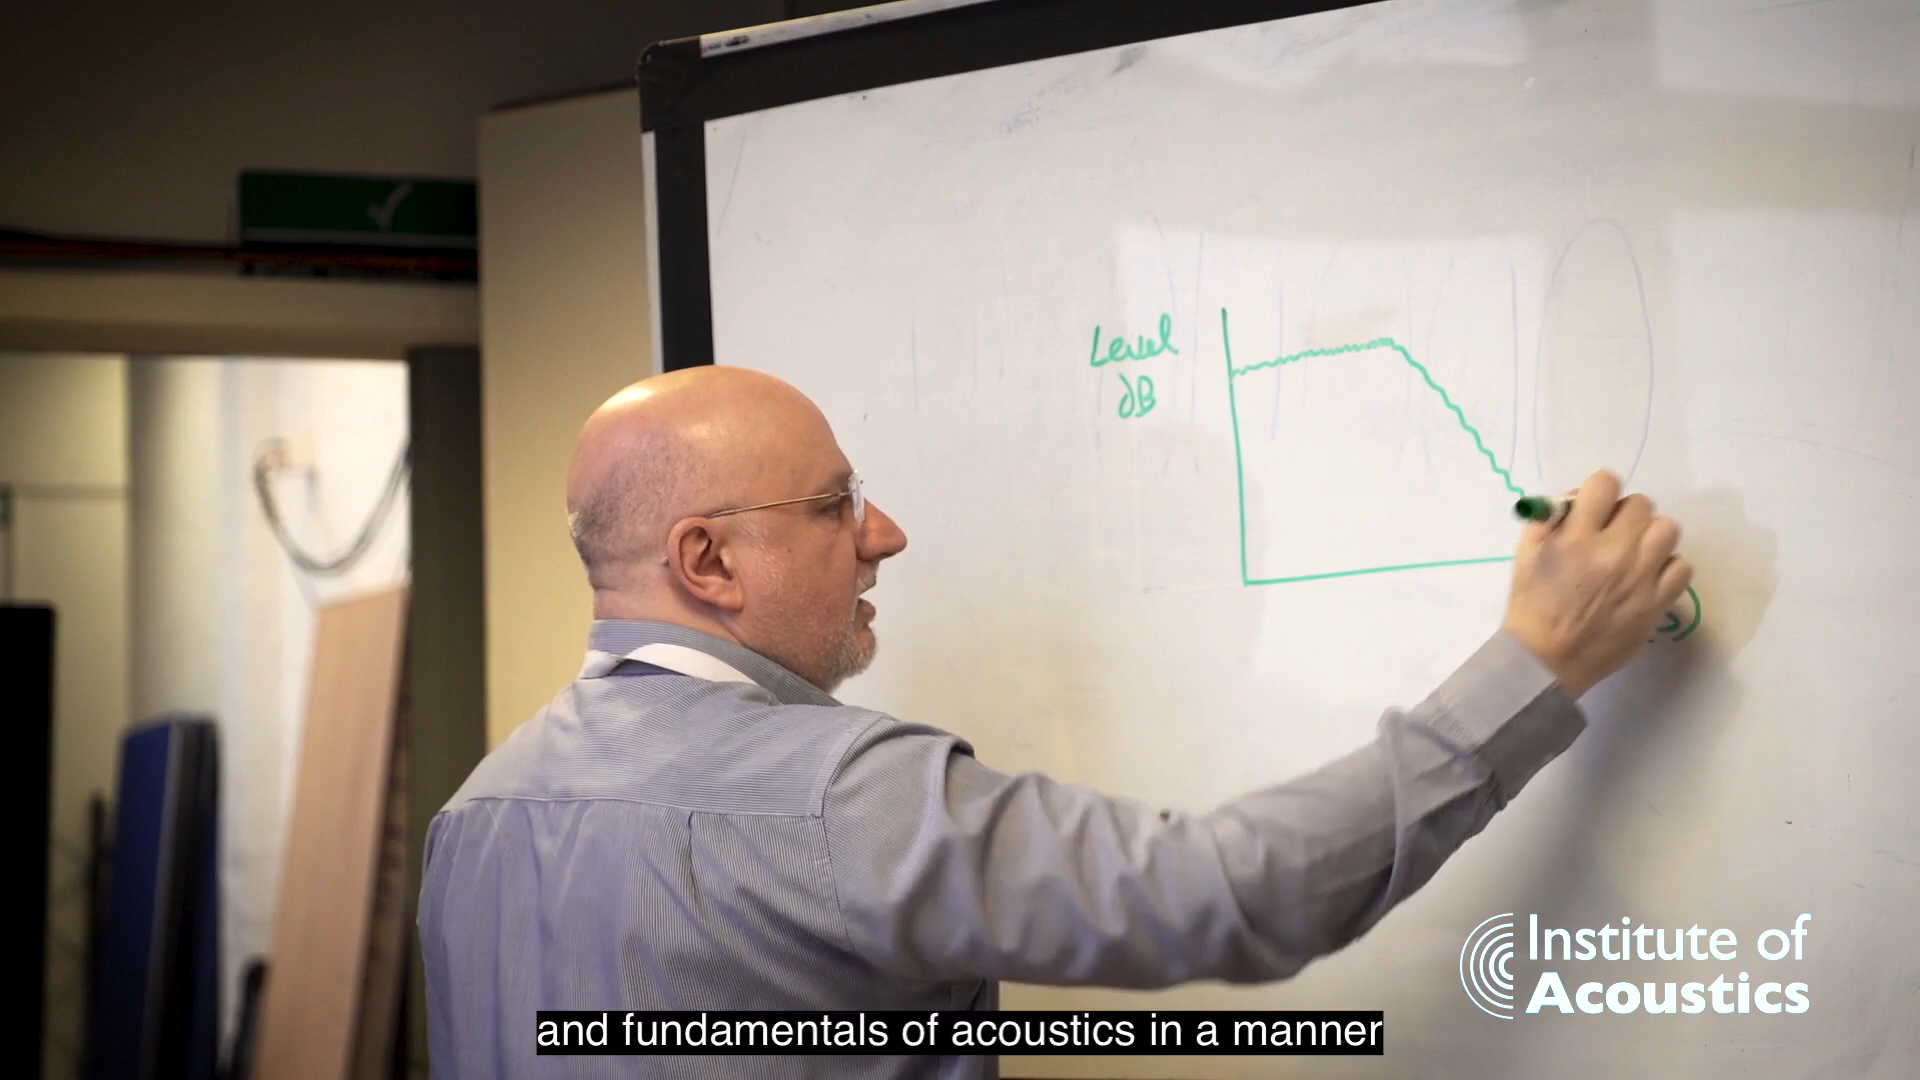 Level
dB
s)
Institute of
Acoustics
and fundamentals of acoustics in a manner